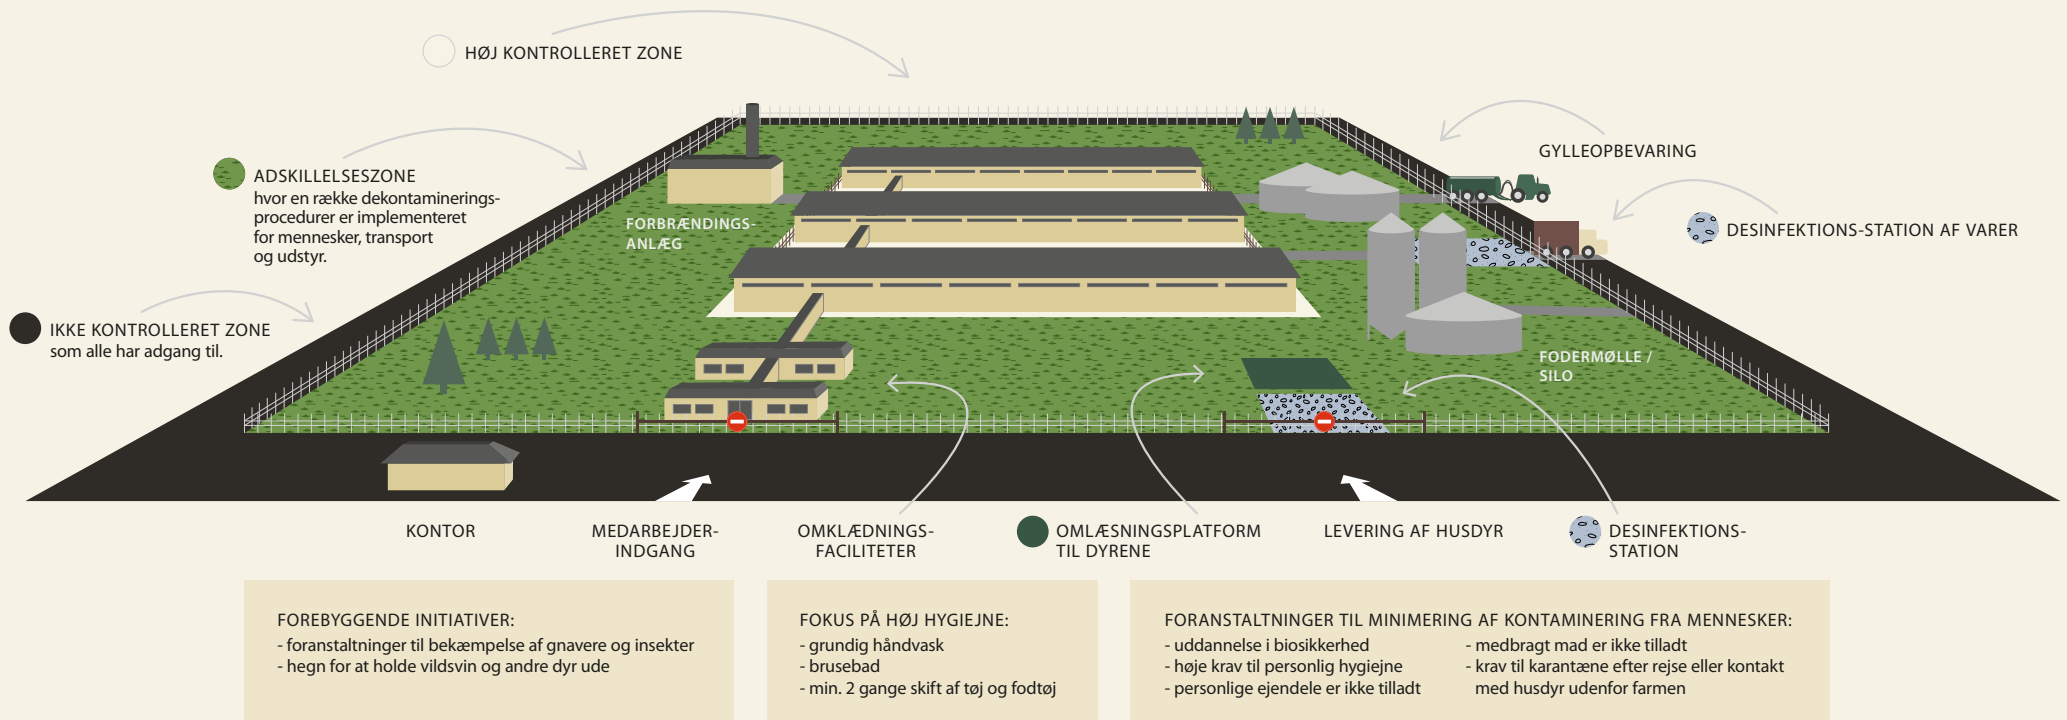 HØJ KONTROLLERET ZONE
ADSKILLELSESZONE
hvor en række dekontaminerings-
procedurer er implementeret
for mennesker, transport
og udstyr.
IKKE KONTROLLERET ZONE
som alle har adgang til.
FORBRÆNDINGS-
ANLÆG
GYLLEOPBEVARING
DESINFEKTIONS-STATION AF VARER
FODERMØLLE /
SILO
KONTOR
MEDARBEJDER-
INDGANG
OMKLÆDNINGS-
FACILITETER
OMLÆSNINGSPLATFORM
TIL DYRENE
LEVERING AF HUSDYR
DESINFEKTIONS-
STATION
FOREBYGGENDE INITIATIVER:
- foranstaltninger til bekæmpelse af gnavere og insekter
- hegn for at holde vildsvin og andre dyr ude
FOKUS PÅ HØJ HYGIEJNE:
- grundig håndvask
- brusebad
- min. 2 gange skift af tøj og fodtøj
FORANSTALTNINGER TIL MINIMERING AF KONTAMINERING FRA MENNESKER:
- uddannelse i biosikkerhed
- høje krav til personlig hygiejne
- personlige ejendele er ikke tilladt
- medbragt mad er ikke tilladt
- krav til karantæne efter rejse eller kontakt
med husdyr udenfor farmen